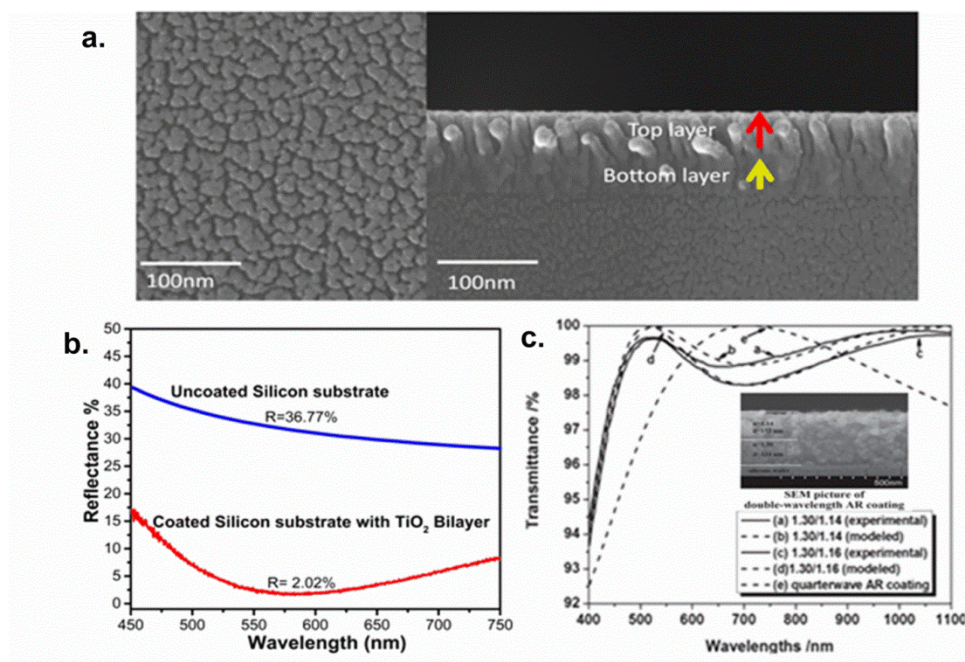 a.
Top layer
Bottom layer
100nm
100nm
b.
50
45
40
35
30
25
20
15
10
5
0
Reflectance %
Uncoated Silicon substrate
R=36.77%
Coated Silicon substrate with TiO2 Bilayer
R= 2.02%
450 500 550 600 650 700 750
Wavelength (nm)
c.
100
99
98
97
96
95
94
93
92
Transmittance /%
e
b
a
d
c
500nm
SEM picture of
double-wavelength AR coating
(a) 1.30/1.14 (experimental)
(b) 1.30/1.14 (modeled)
(c) 1.30/1.16 (experimental)
(d)1.30/1.16 (modeled)
(e) quarterwave AR coating
400 500 600 700 800 900 1000 1100
Wavelengths /nm